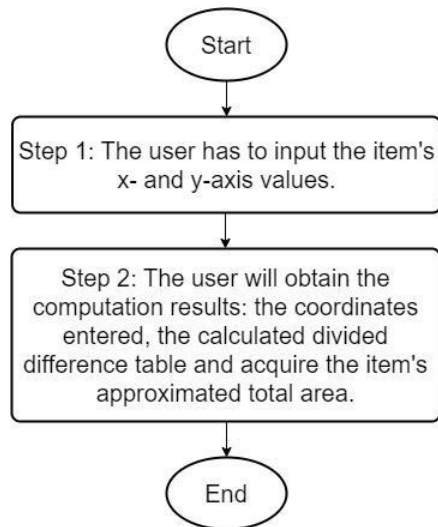 Start
Step 1: The user has to input the item's
x- and y-axis values.
Step 2: The user will obtain the
computation results: the coordinates
entered, the calculated divided
difference table and acquire the item's
approximated total area.
End